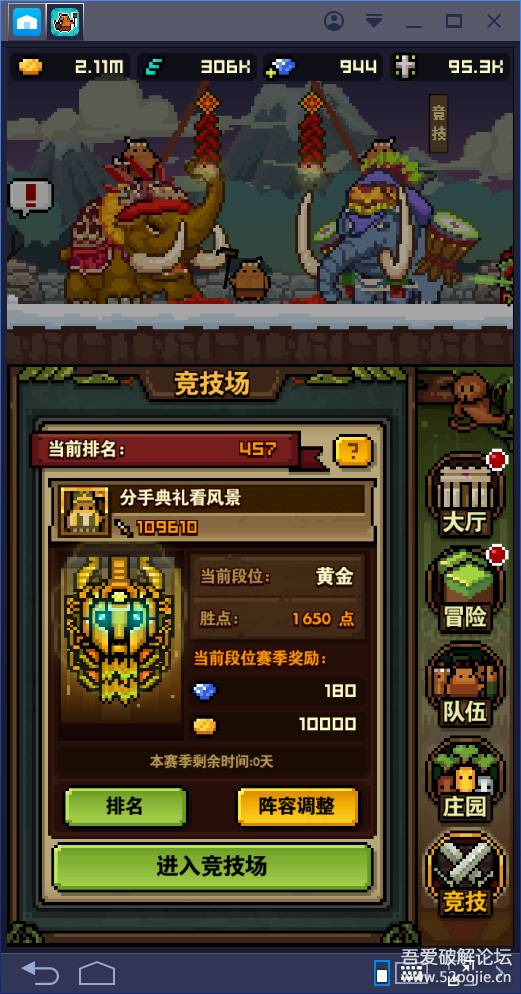 2.11M
306K
944
95.3K
竞技
竞技场
当前排名:
457
?
分手典礼看风景
109610
当前段位:
黄金
胜点:
1650 点
当前段位赛季奖励:
180
10000
本赛季剩余时间:0天
排名
阵容调整
进入竞技场
大厅
冒险
队伍
庄园
竞技
吾爱破解论坛
www.52pojie.cn